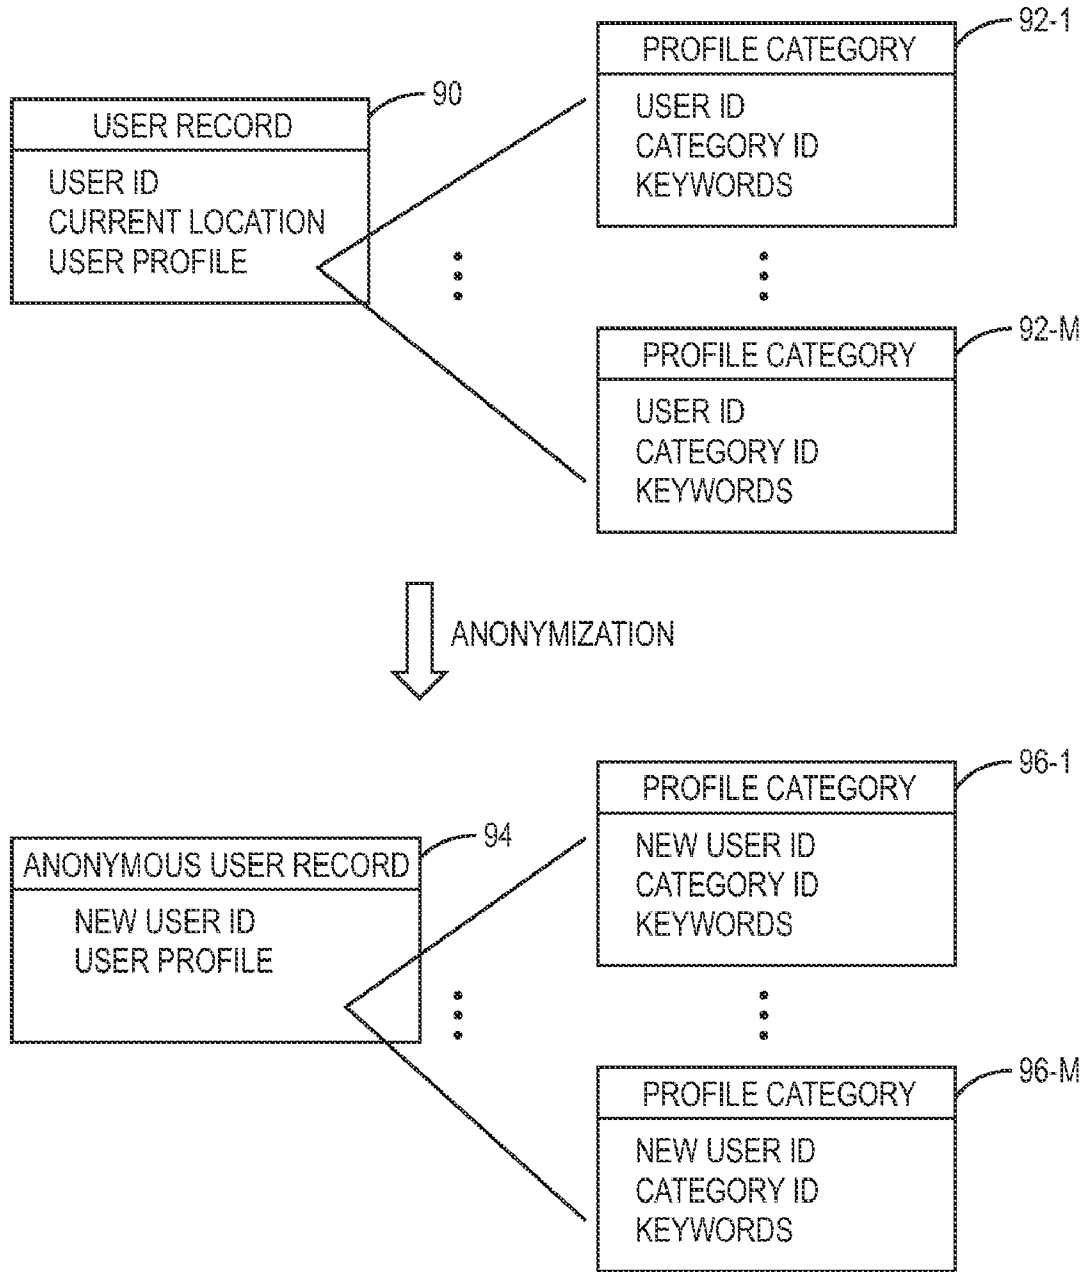 92-1
PROFILE CATEGORY
USER ID
CATEGORY ID
KEYWORDS
90
USER RECORD
USER ID
CURRENT LOCATION
USER PROFILE
92-M
PROFILE CATEGORY
USER ID
CATEGORY ID
KEYWORDS
ANONYMIZATION
96-1
PROFILE CATEGORY
NEW USER ID
CATEGORY ID
KEYWORDS
94
ANONYMOUS USER RECORD
NEW USER ID
USER PROFILE
96-M
PROFILE CATEGORY
NEW USER ID
CATEGORY ID
KEYWORDS